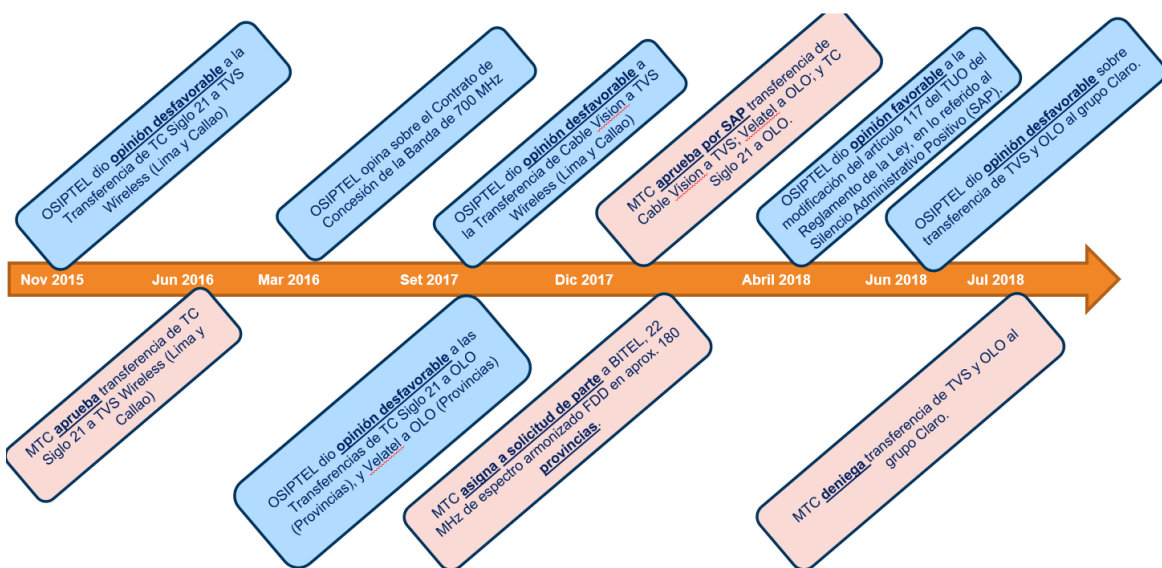 OSIPTEL dio opinión desfavorable a la
Transferencia de TC Siglo 21 a TVS
Wireless (Lima y Callao)
OSIPTEL opina sobre el Contrato de
Concesión de la Banda de 700 MHz
OSIPTEL dio opinión desfavorable a
la Transferencia de Cable Vision a TVS
Wireless (Lima y Callao)
MTC aprueba por SAP transferencia de
Cable Vision a TVS; Velatel a OLO; y TC
Siglo 21 a OLO.
OSIPTEL dio opinión favorable a la
modificación del artículo 117 del TUO del
Reglamento de la Ley, en lo referido al
Silencio Administrativo Positivo (SAP).
OSIPTEL dio opinión desfavorable sobre
transferencia de TVS y OLO al grupo Claro.
Nov 2015
Jun 2016
Mar 2016
Set 2017
Dic 2017
Abril 2018
Jun 2018
Jul 2018
MTC aprueba transferencia de TC
Siglo 21 a TVS Wireless (Lima y
Callao)
OSIPTEL dio opinión desfavorable a las
Transferencias de TC Siglo 21 a OLO
(Provincias), y Velatel a OLO (Provincias)
MTC asigna a solicitud de parte a BITEL, 22
MHz de espectro armonizado FDD en aprox. 180
provincias.
MTC deniega transferencia de TVS y OLO al
grupo Claro.